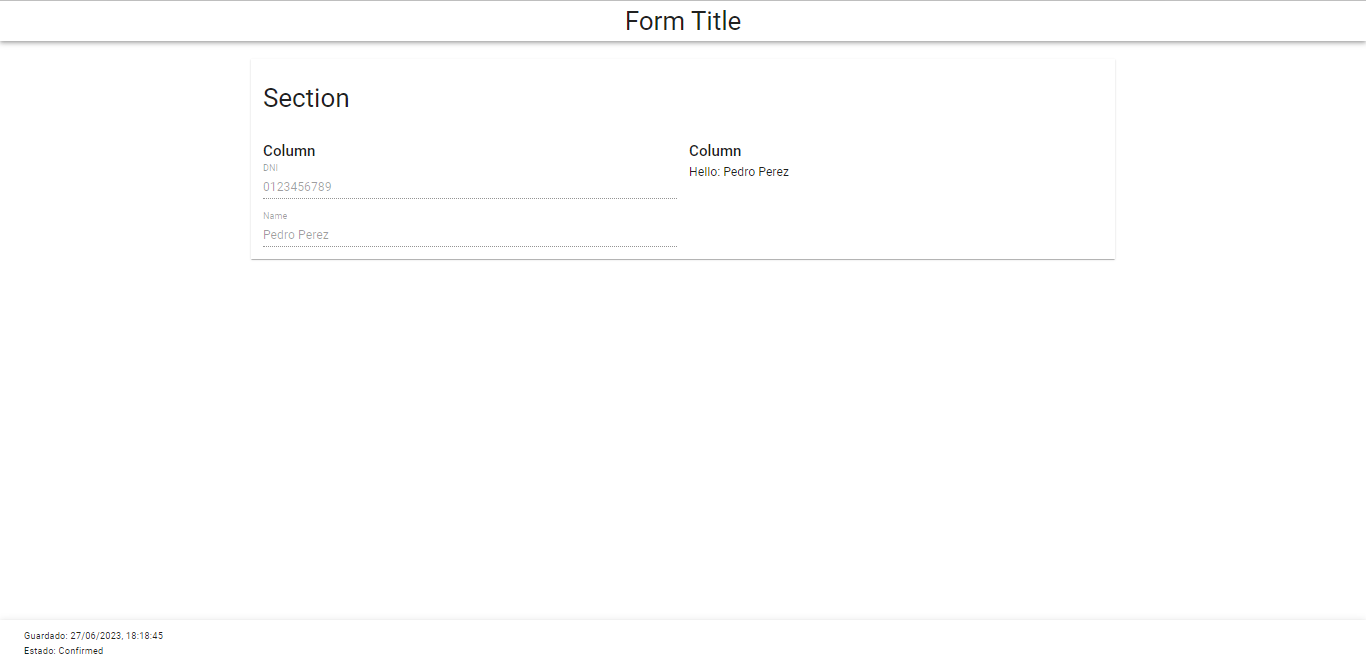 Form Title
Section
Column
DNI
0123456789
Name
Pedro Perez
Column
Hello: Pedro Perez
Guardado: 27/06/2023, 18:18:45
Estado: Confirmed